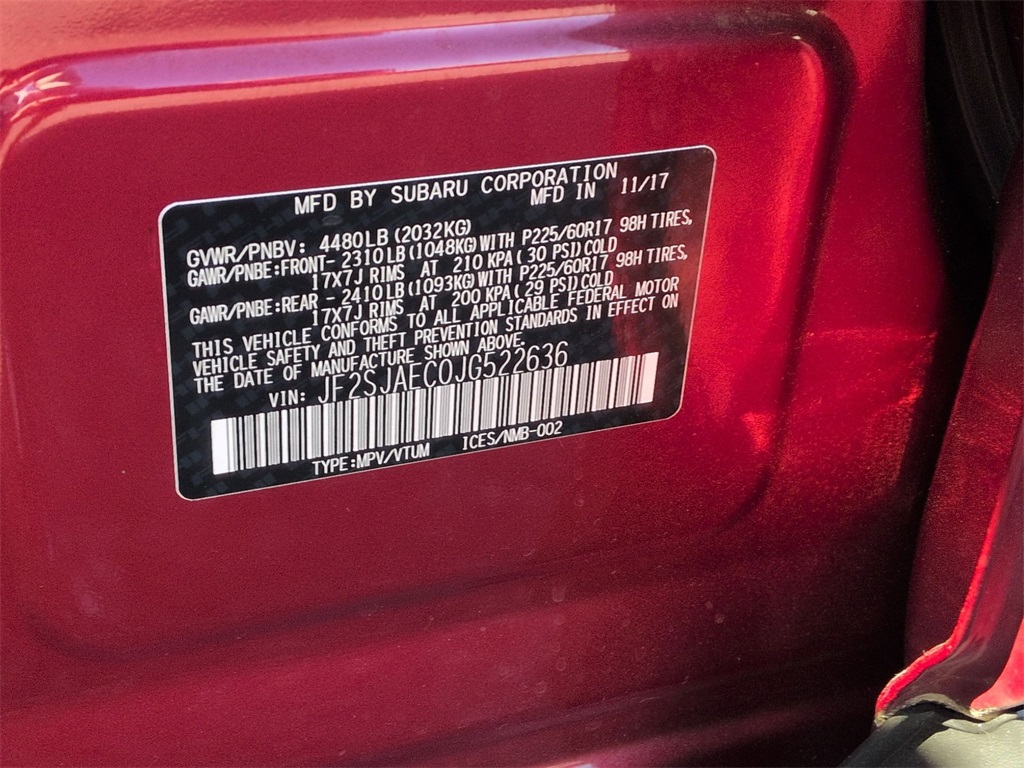 MFD BY SUBARU CORPORATION
MFD IN 11/17
GVWR/PNBV: 4480LB (2032KG)
GAWR/PNBE:FRONT- 2310LB(1048KG)WITH P225/60R17 98H TIRES,
17X7J RIMS AT 210 KPA( 30 PSI)COLD
GAWR/PNBE:REAR - 2410LB(1093KG)WITH P225/60R17 98H TIRES,
17X7J RIMS AT 200 KPA( 29 PSI)COLD
THIS VEHICLE CONFORMS TO ALL APPLICABLE FEDERAL MOTOR
VEHICLE SAFETY AND THEFT PREVENTION STANDARDS IN EFFECT ON
THE DATE OF MANUFACTURE SHOWN ABOVE.
VIN: JF2SJAEC0JG522636
TYPE:MPV/VTUM ICES/NMB-002